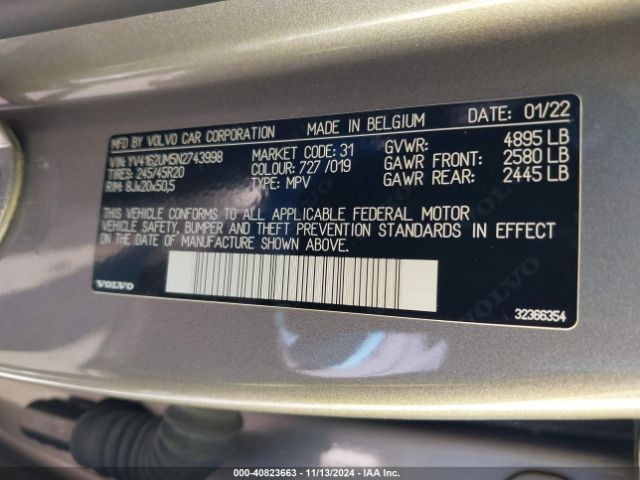 MFD BY VOLVO CAR CORPORATION MADE IN BELGIUM DATE: 01/22
VIN: YV4162UM5N2743998 MARKET CODE: 31 GVWR: 4895 LB
TIRES: 245/45R20 COLOUR: 727 /019 GAWR FRONT: 2580 LB
RIM: 8Jx20x50,5 TYPE: MPV GAWR REAR: 2445 LB
THIS VEHICLE CONFORMS TO ALL APPLICABLE FEDERAL MOTOR
VEHICLE SAFETY, BUMPER AND THEFT PREVENTION STANDARDS IN EFFECT
ON THE DATE OF MANUFACTURE SHOWN ABOVE.
VOLVO
32366354
000-40823663 - 11/13/2024 - IAA Inc.